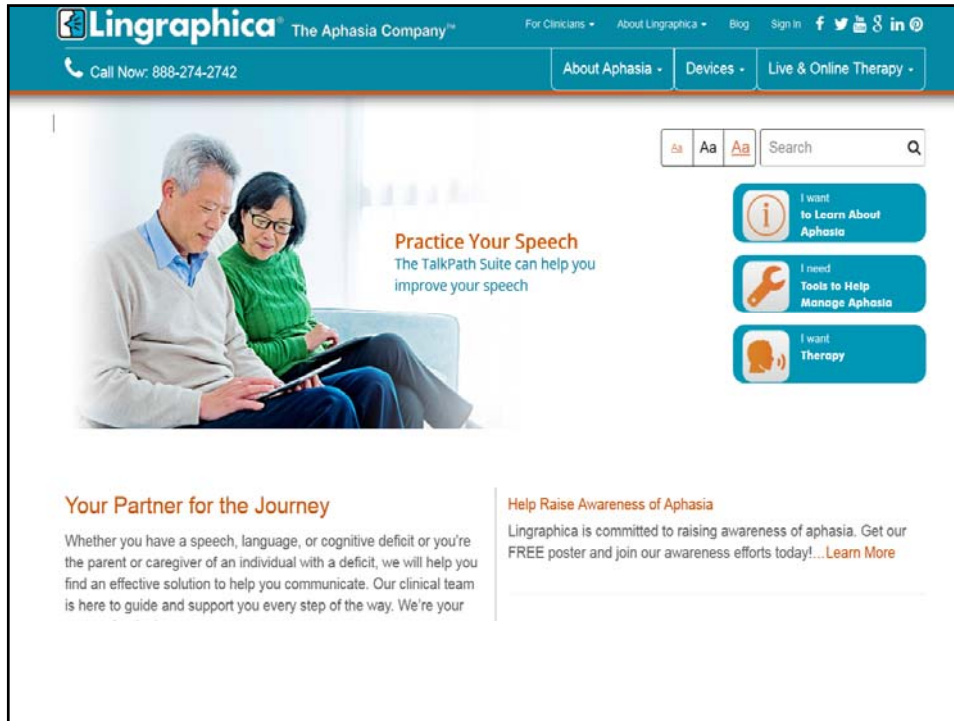 Lingraphica® The Aphasia Company™
For Clinicians About Lingraphica Blog Sign In
Call Now: 888-274-2742
About Aphasia Devices Live & Online Therapy
Aa Aa Aa Search
I want
to Learn About
Aphasia
Practice Your Speech
The TalkPath Suite can help you
improve your speech
I need
Tools to Help
Manage Aphasia
I want
Therapy
Your Partner for the Journey
Whether you have a speech, language, or cognitive deficit or you're
the parent or caregiver of an individual with a deficit, we will help you
find an effective solution to help you communicate. Our clinical team
is here to guide and support you every step of the way. We're your
Help Raise Awareness of Aphasia
Lingraphica is committed to raising awareness of aphasia. Get our
FREE poster and join our awareness efforts today!...Learn More